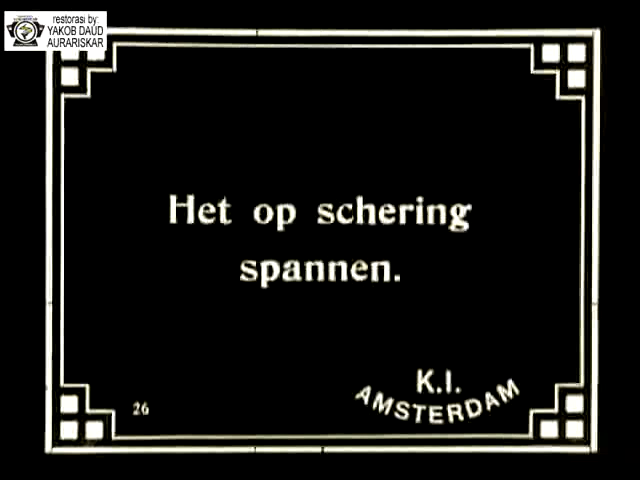 restorasi by:
YAKOB DAUD
AURARISKAR
Het op schering
spannen.
K.I.
AMSTERDAM
26